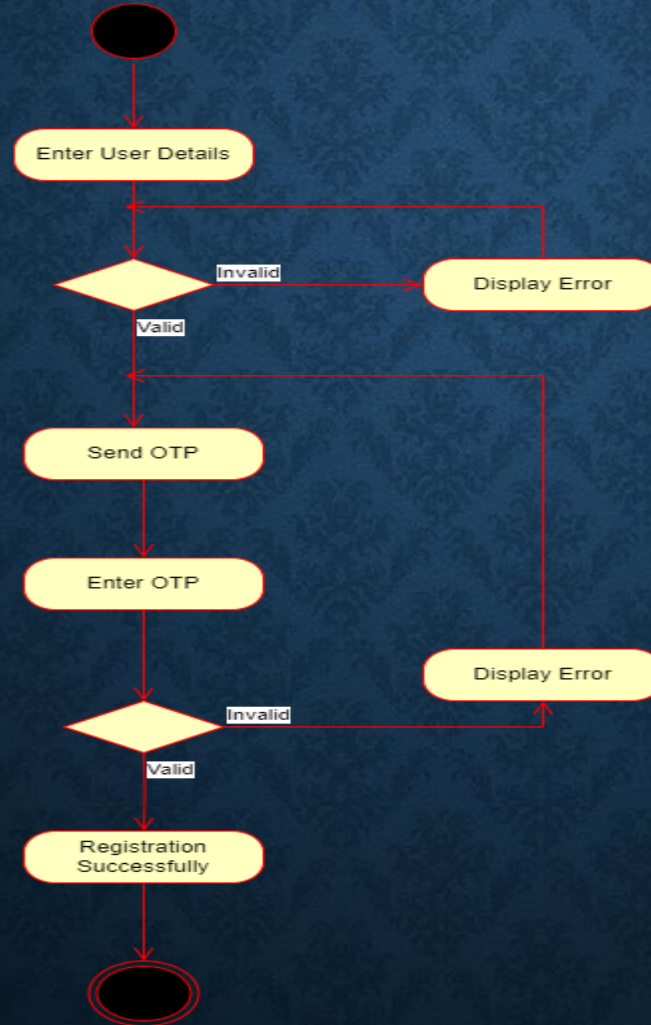 Enter User Details
Invalid
Display Error
Valid
Send OTP
Enter OTP
Display Error
Invalid
Valid
Registration
Successfully